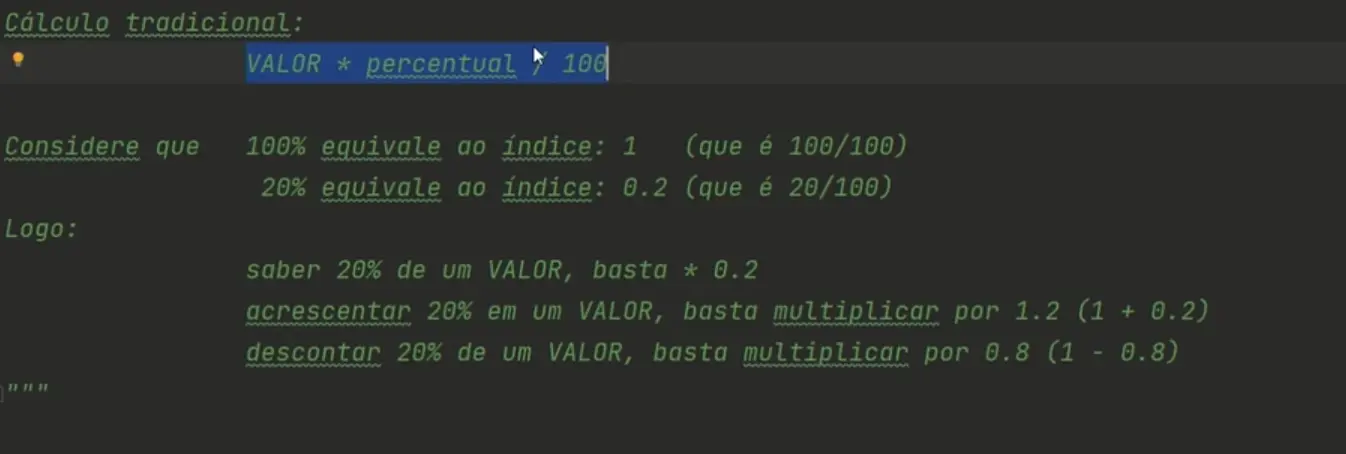 Cálculo tradicional:
VALOR * percentual / 100
Considere que 100% equivale ao índice: 1 (que é 100/100)
20% equivale ao índice: 0.2 (que é 20/100)
Logo:
saber 20% de um VALOR, basta * 0.2
acrescentar 20% em um VALOR, basta multiplicar por 1.2 (1 + 0.2)
descontar 20% de um VALOR, basta multiplicar por 0.8 (1 - 0.8)
"""